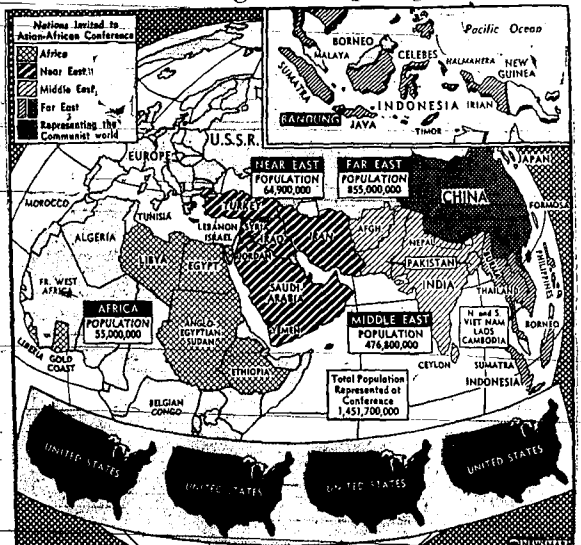 Nations Invited to
Asian-African Conference
Africa
Near East
Middle East
Far East
Representing the
Communist world
Pacific Ocean
BORNEO
MALAYA
CELEBES
HALMAHERA
NEW
GUINEA
SUMATRA
INDONESIA
IRIAN
BANDUNG
JAVA
TIMOR
U.S.S.R.
EUROPE
NEAR EAST
POPULATION
64,900,000
FAR EAST
POPULATION
855,000,000
JAPAN
CHINA
FORMOSA
MOROCCO
TUNISIA
TURKEY
LEBANON
SYRIA
ISRAEL
IRAQ
IRAN
JORDAN
AFGH.
NEPAL
PAKISTAN
INDIA
BURMA
THAILAND
PHILIPPINES
ALGERIA
LIBYA
EGYPT
SAUDI
ARABIA
YEMEN
FR. WEST
AFRICA
AFRICA
POPULATION
55,000,000
ANGLO-
EGYPTIAN
SUDAN
MIDDLE EAST
POPULATION
476,800,000
N and S.
VIET NAM
LAOS
CAMBODIA
BORNEO
LIBERIA
GOLD
COAST
ETHIOPIA
CEYLON
SUMATRA
INDONESIA
BELGIAN
CONGO
Total Population
Represented at
Conference
1,451,700,000
UNITED STATES
UNITED STATES
UNITED STATES
UNITED STATES